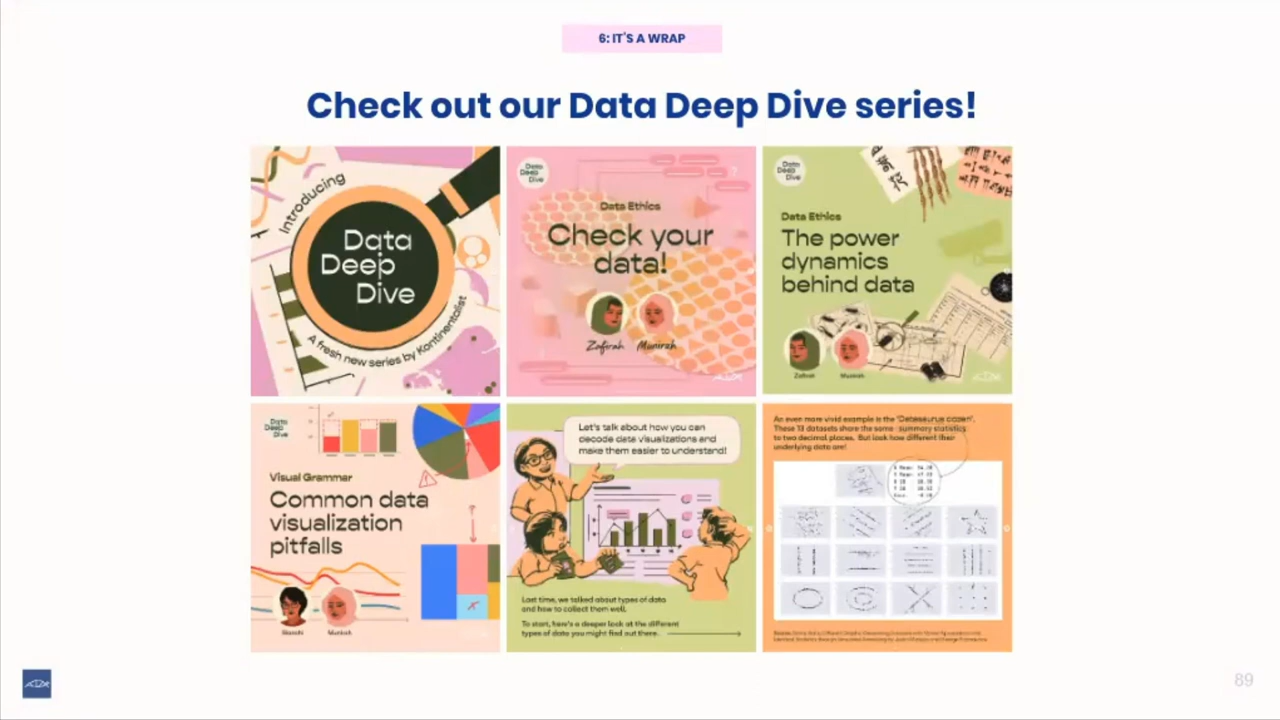 6: IT'S A WRAP
Check out our Data Deep Dive series!
Introducing
Data
Deep
Dive
A fresh new series by Kontinentalist
Data
Deep
Dive
Data Ethics
Check your
data!
Zafirah Munirah
Data
Deep
Dive
Data Ethics
The power
dynamics
behind data
Zafirah Munirah
Data
Deep
Dive
Visual Grammar
Common data
visualization
pitfalls
Munirah
Let's talk about how you can
decode data visualizations and
make them easier to understand!
Last time, we talked about types of data
and how to collect them well.
To start, here's a deeper look at the different
types of data you might find out there.
An even more vivid example is the 'Datasaurus dozen'.
These 13 datasets share the same summary statistics
to two decimal places. But look how different their
underlying data are!
X Mean:
Y Mean:
X SD
Y SD
Corr.
89